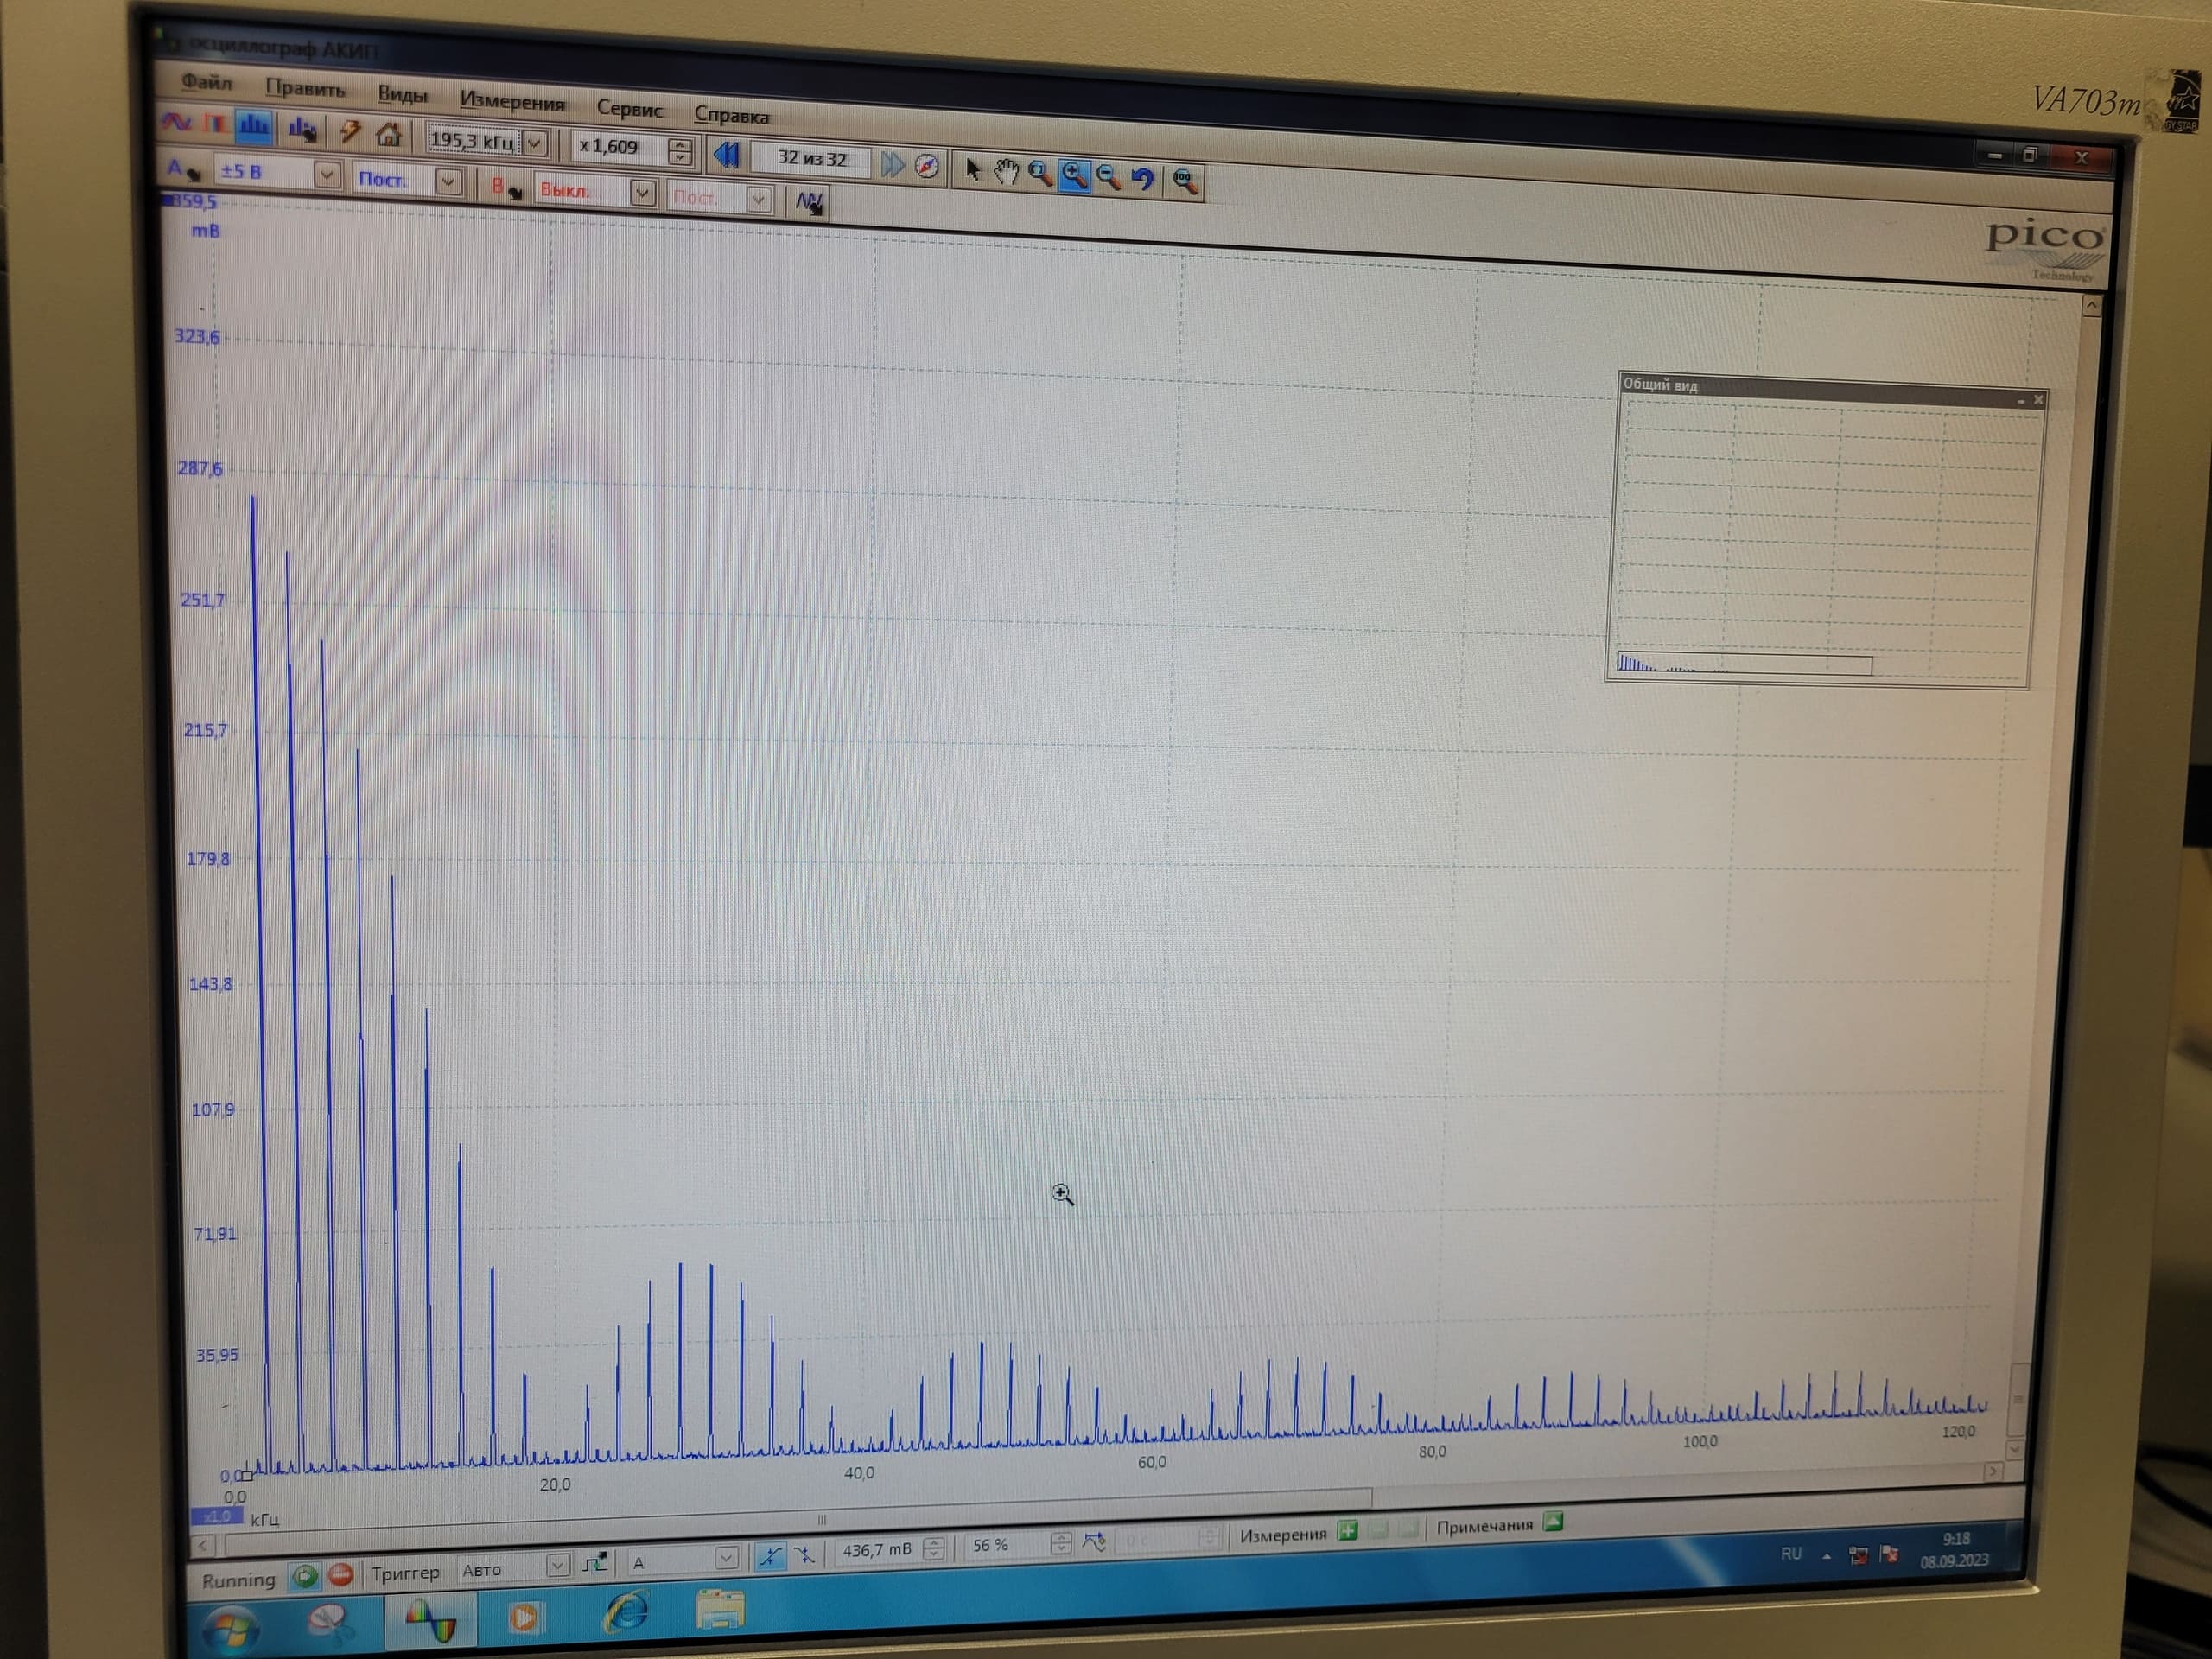 осциллограф АКИП
VA703m
Файл Править Виды Измерения Сервис Справка
195,3 кГц x 1,609 32 из 32
A ±5 В Пост. B Выкл. Пост.
pico
Technology
359,5
mВ
323,6
287,6
251,7
215,7
179,8
143,8
107,9
71,91
35,95
0,0
Общий вид
0,0 20,0 40,0 60,0 80,0 100,0 120,0
x1,0 кГц
Running Триггер Авто A 436,7 mВ 56 % 0 с Измерения Примечания
RU 9:18
08.09.2023